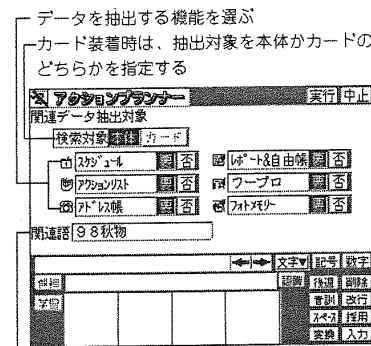 データを抽出する機能を選ぶ
カード装着時は、抽出対象を本体かカードの
どちらかを指定する
アクションプランナー 実行 中止
関連データ抽出対象
検索対象 本体 カード
スケジュール 要 否 レポート&自由帳 要 否
アクションリスト 要 否 ワープロ 要 否
アドレス帳 要 否 フォトメモリー 要 否
関連語 98秋物
文字▼ 記号 数字
認識 後退 削除
学習 音訓 改行
スペース 採用
変換 入力